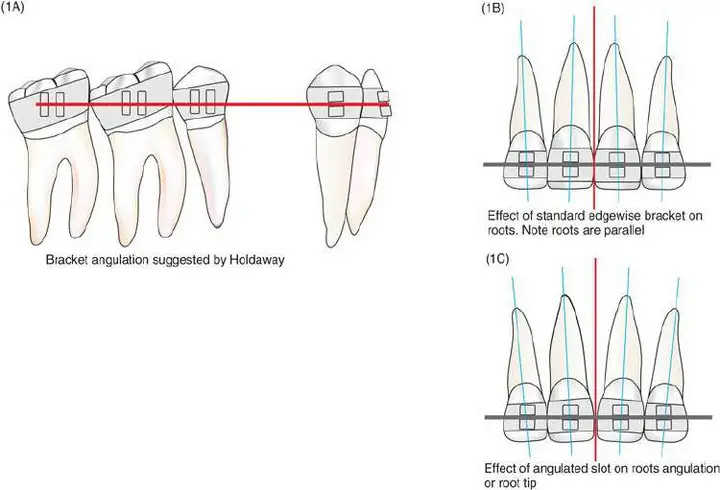 (1A)
Bracket angulation suggested by Holdaway
(1B)
Effect of standard edgewise bracket on
roots. Note roots are parallel
(1C)
Effect of angulated slot on roots angulation
or root tip